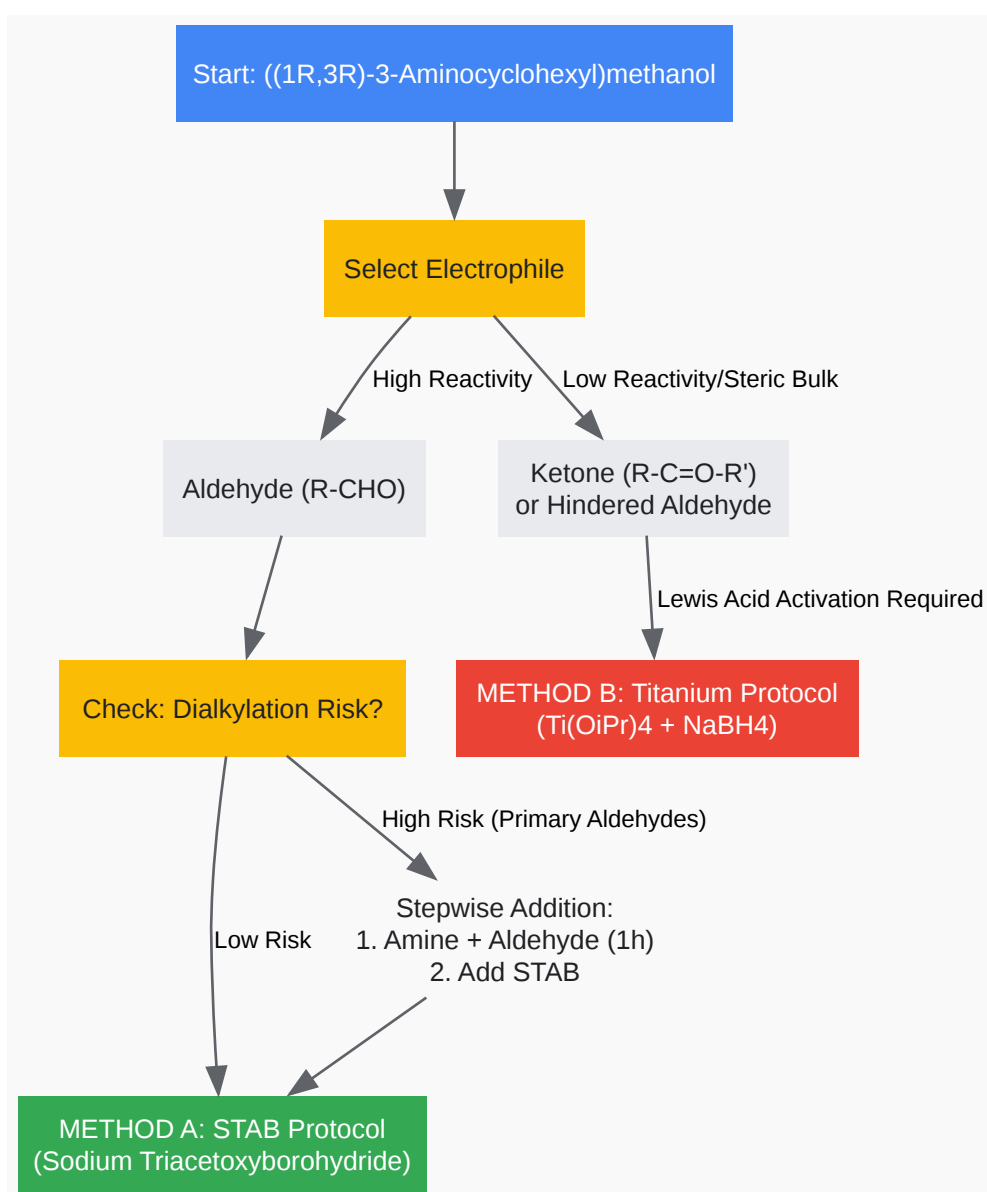 Start: ((1R,3R)-3-Aminocyclohexyl)methanol
Select Electrophile
High Reactivity
Low Reactivity/Steric Bulk
Aldehyde (R-CHO)
Ketone (R-C=O-R')
or Hindered Aldehyde
Lewis Acid Activation Required
Check: Dialkylation Risk?
METHOD B: Titanium Protocol
(Ti(OiPr)4 + NaBH4)
High Risk (Primary Aldehydes)
Stepwise Addition:
1. Amine + Aldehyde (1h)
2. Add STAB
Low Risk
METHOD A: STAB Protocol
(Sodium Triacetoxyborohydride)